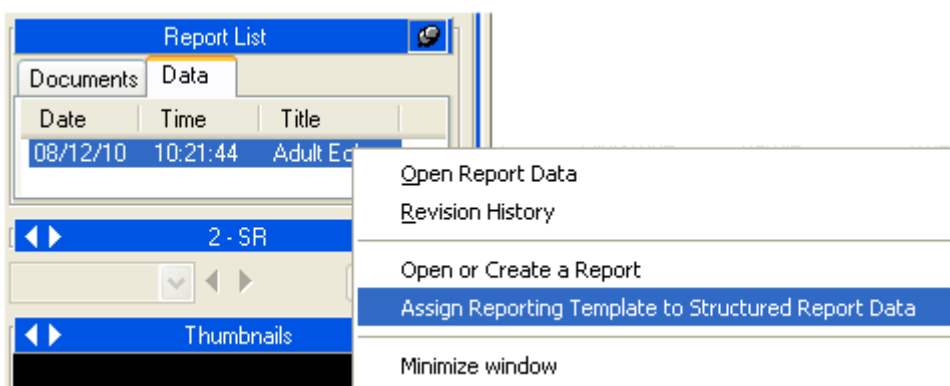 Report List
Documents Data
Date Time Title
08/12/10 10:21:44 Adult
Open Report Data
Revision History
2 - SR
Open or Create a Report
Assign Reporting Template to Structured Report Data
Thumbnails
Minimize window